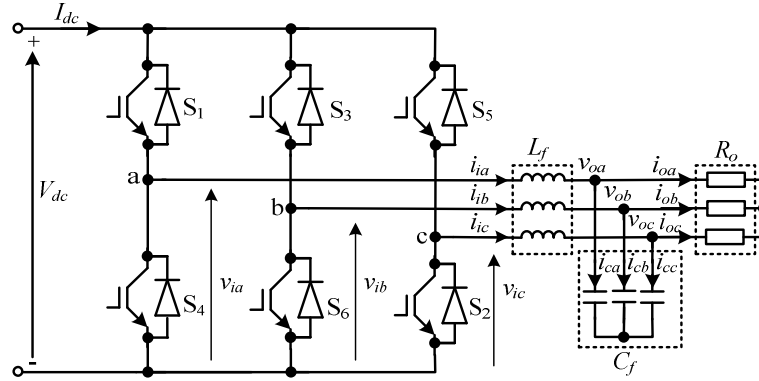 I_dc
+
S_1
S_3
S_5
L_f
R_o
i_ia
v_oa
i_oa
a
V_dc
i_ib
v_ob
i_ob
b
i_ic
v_oc
i_oc
c
i_ca
i_cb
i_cc
v_ia
v_ib
v_ic
S_4
S_6
S_2
-
C_f